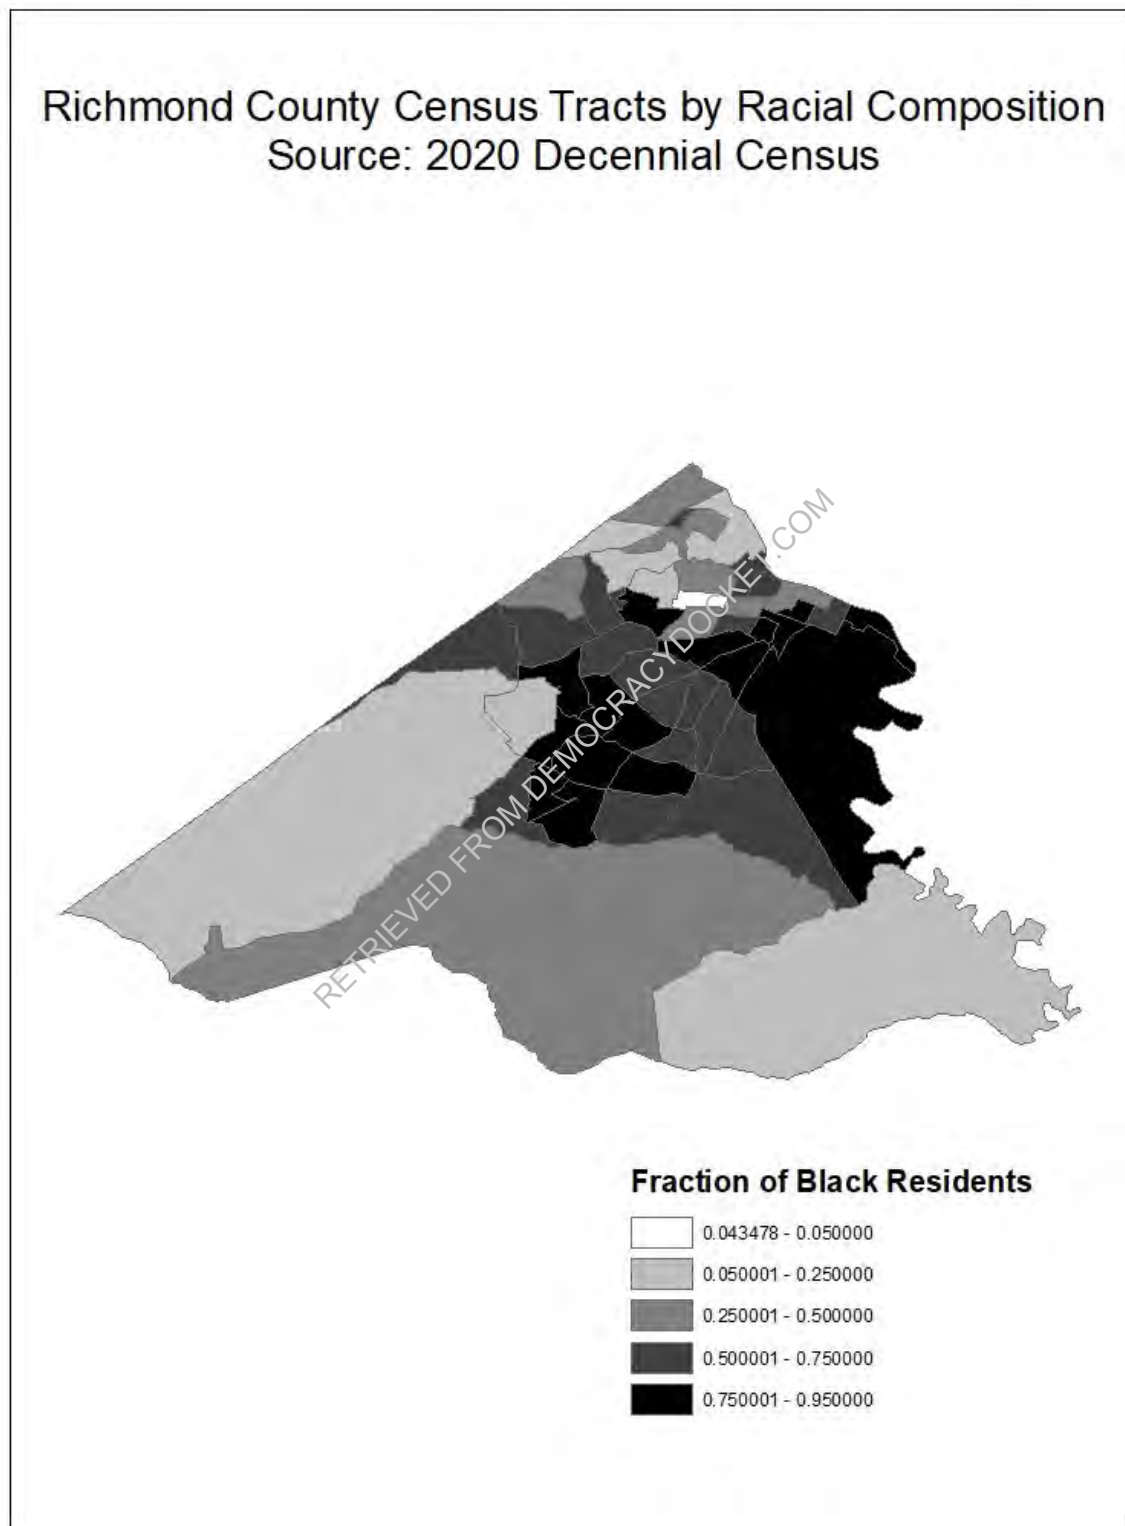 Richmond County Census Tracts by Racial Composition
Source: 2020 Decennial Census
RETRIEVED FROM DEMOCRACYDOCKET.COM
Fraction of Black Residents
0.043478 - 0.050000
0.050001 - 0.250000
0.250001 - 0.500000
0.500001 - 0.750000
0.750001 - 0.950000